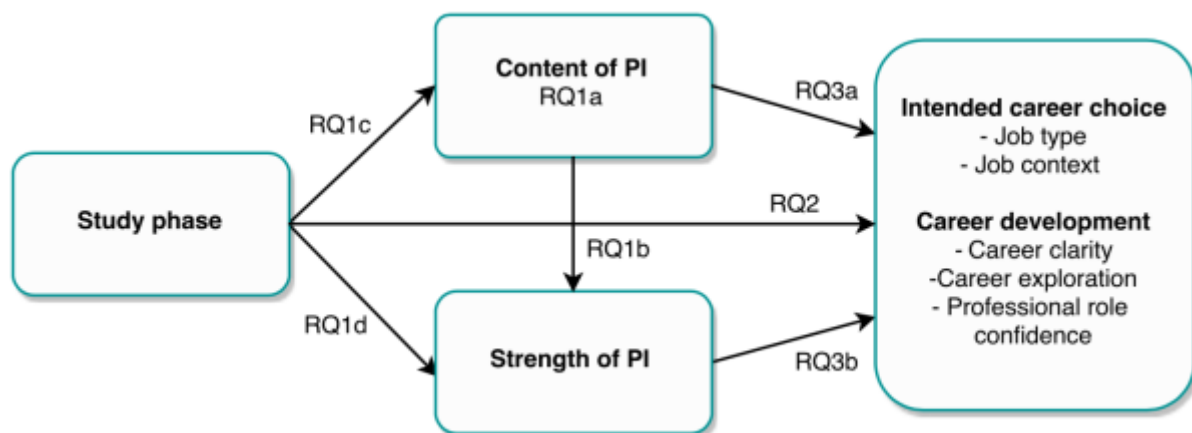 Content of PI
RQ1a
RQ3a
RQ1c
Intended career choice
- Job type
- Job context
Study phase
RQ2
RQ1b
Career development
- Career clarity
-Career exploration
- Professional role
confidence
RQ1d
Strength of PI
RQ3b